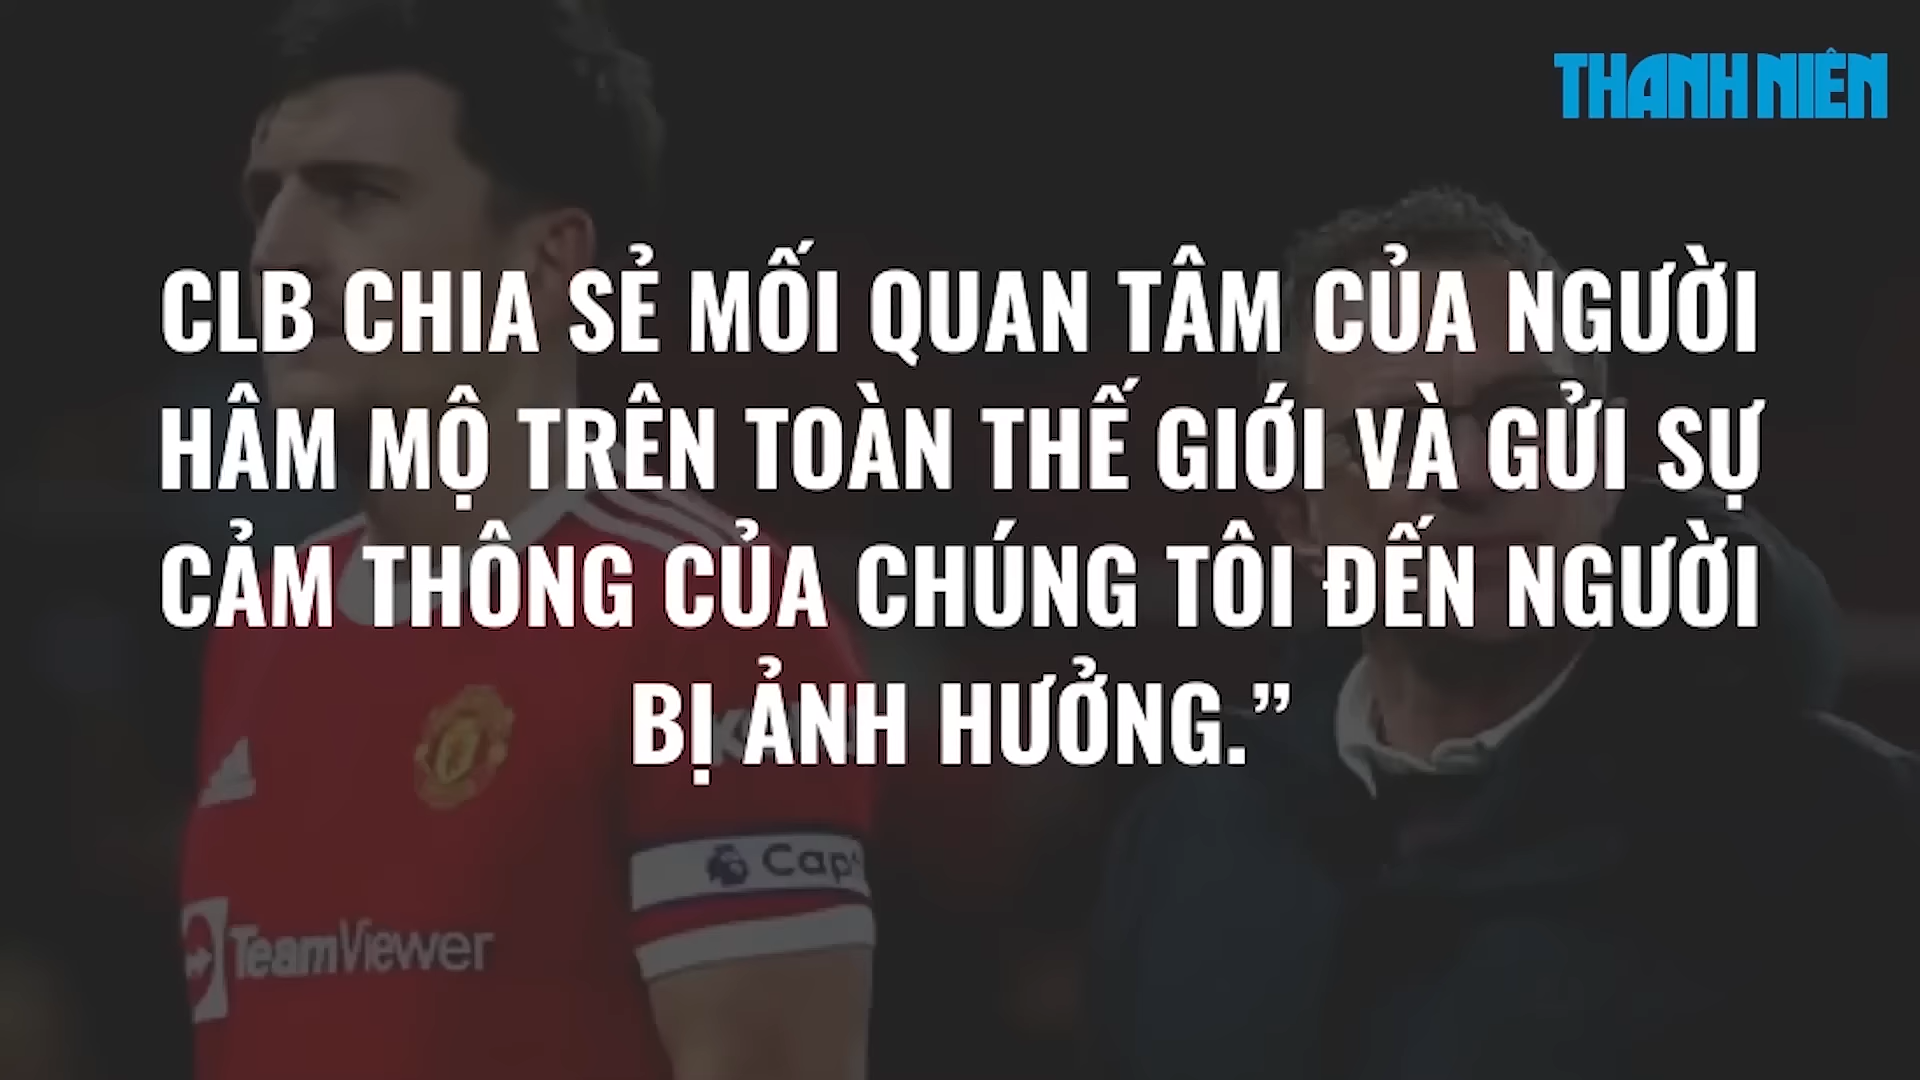 THANH NIÊN
CLB CHIA SẺ MỐI QUAN TÂM CỦA NGƯỜI
HÂM MỘ TRÊN TOÀN THẾ GIỚI VÀ GỬI SỰ
CẢM THÔNG CỦA CHÚNG TÔI ĐẾN NGƯỜI
BỊ ẢNH HƯỞNG.”
Capt
TeamViewer